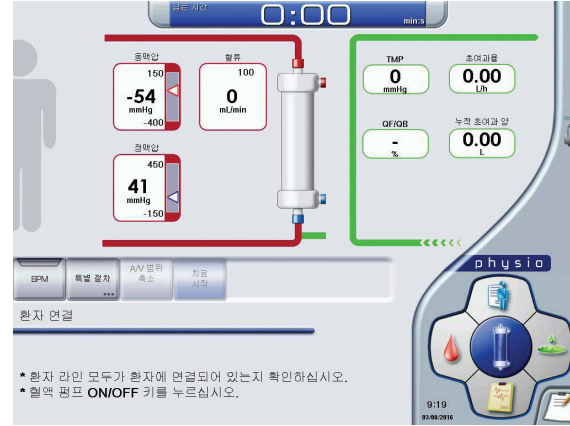 남은 시간
0:00
min:s
동맥압
150
-54
mmHg
-400
혈류
100
0
mL/min
정맥압
450
41
mmHg
-150
TMP
0
mmHg
초여과율
0.00
L/h
QF/QB
-
%
누적 초여과 양
0.00
L
BPM
특별 절차
...
A/V 범위
축소
치료
시작
physio
환자 연결
* 환자 라인 모두가 환자에 연결되어 있는지 확인하십시오.
* 혈액 펌프 ON/OFF 키를 누르십시오.
9:19
03/08/2016